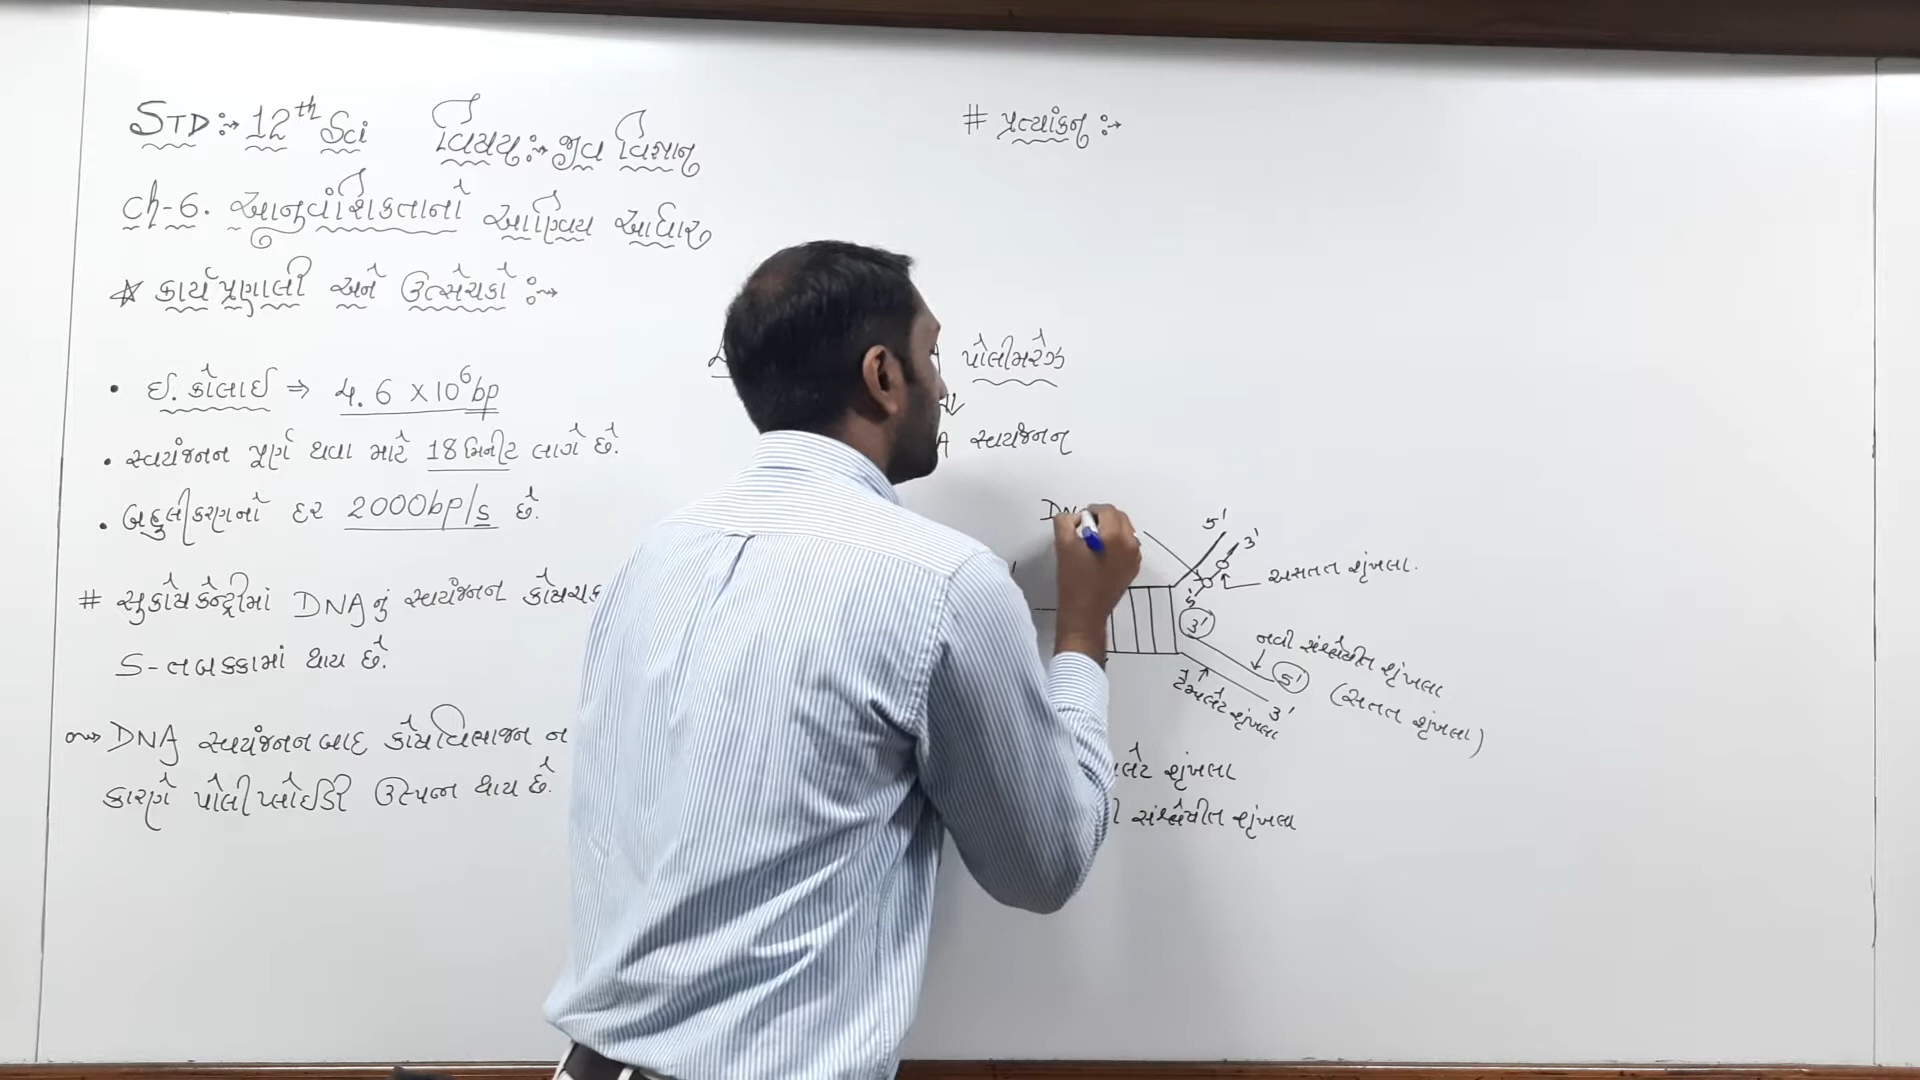 STD:→ 12th Sci વિષય:→ જીવ વિજ્ઞાન
Ch-6. આનુવંશિકતાનો આણ્વિય આધાર
☆ કાર્ય પ્રણાલી અને ઉત્સેચકો :→
• ઈ.કોલાઈ ⇒ 4.6 x 10⁶ bp
• સ્વયંજનન પૂર્ણ થવા માટે 18 મિનીટ લાગે છે.
• બહુલીકરણનો દર 2000bp/s છે.
# સુકોષકેન્દ્રીમાં DNA નું સ્વયંજનન કોષચક્
S-તબક્કામાં થાય છે.
DNA સ્વયંજનન બાદ કોષવિભાજન ન
કારણે પોલીપ્લોઈડી ઉત્પન્ન થાય છે.
# પ્રત્યાંકન :→
પોલીમરેઝ
A સ્વયંજનન
DN
5'
3'
અસતત શૃંખલા.
5'
3'
નવી સંશ્લેષીત શૃંખલા
5'
(સતત શૃંખલા)
3'
ટેમ્પલેટ શૃંખલા
લેટ શૃંખલા
ી સંશ્લેષીત શૃંખલા